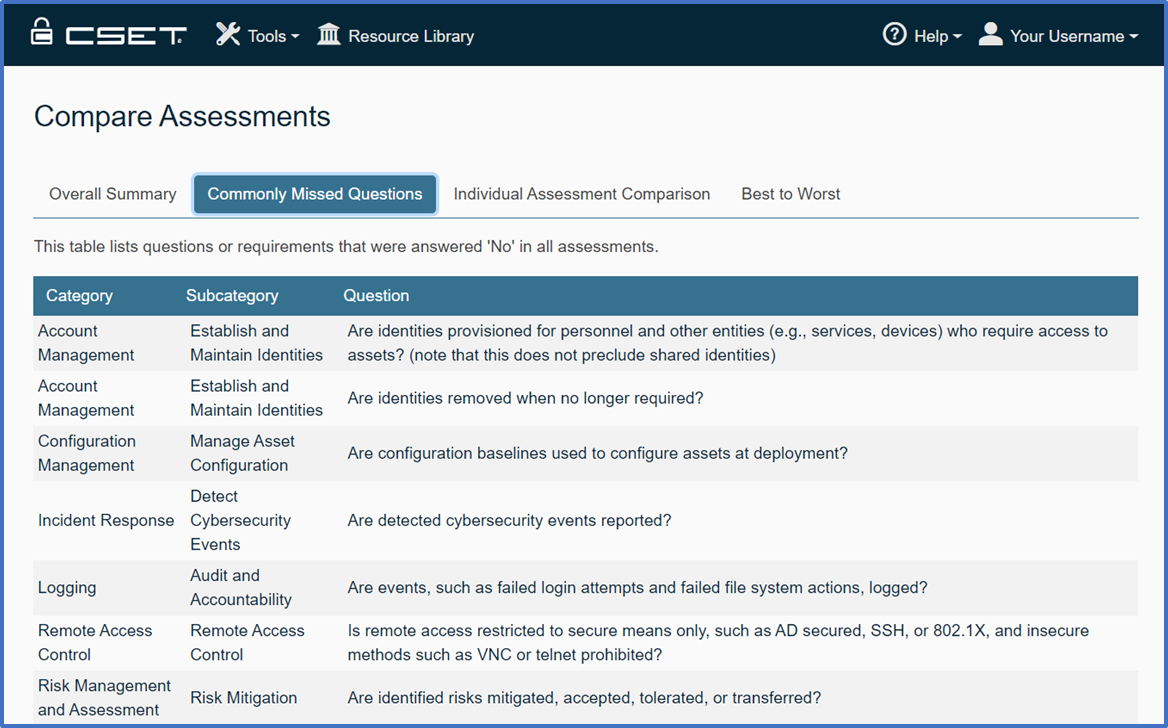 CSET Tools Resource Library Help Your Username
Compare Assessments
Overall Summary Commonly Missed Questions Individual Assessment Comparison Best to Worst
This table lists questions or requirements that were answered 'No' in all assessments.
Category Subcategory Question
Account Management
Establish and Maintain Identities
Are identities provisioned for personnel and other entities (e.g., services, devices) who require access to
assets? (note that this does not preclude shared identities)
Account Management
Establish and Maintain Identities
Are identities removed when no longer required?
Configuration Management
Manage Asset Configuration
Are configuration baselines used to configure assets at deployment?
Incident Response
Detect Cybersecurity Events
Are detected cybersecurity events reported?
Logging
Audit and Accountability
Are events, such as failed login attempts and failed file system actions, logged?
Remote Access Control
Remote Access Control
Is remote access restricted to secure means only, such as AD secured, SSH, or 802.1X, and insecure
methods such as VNC or telnet prohibited?
Risk Management and Assessment
Risk Mitigation
Are identified risks mitigated, accepted, tolerated, or transferred?